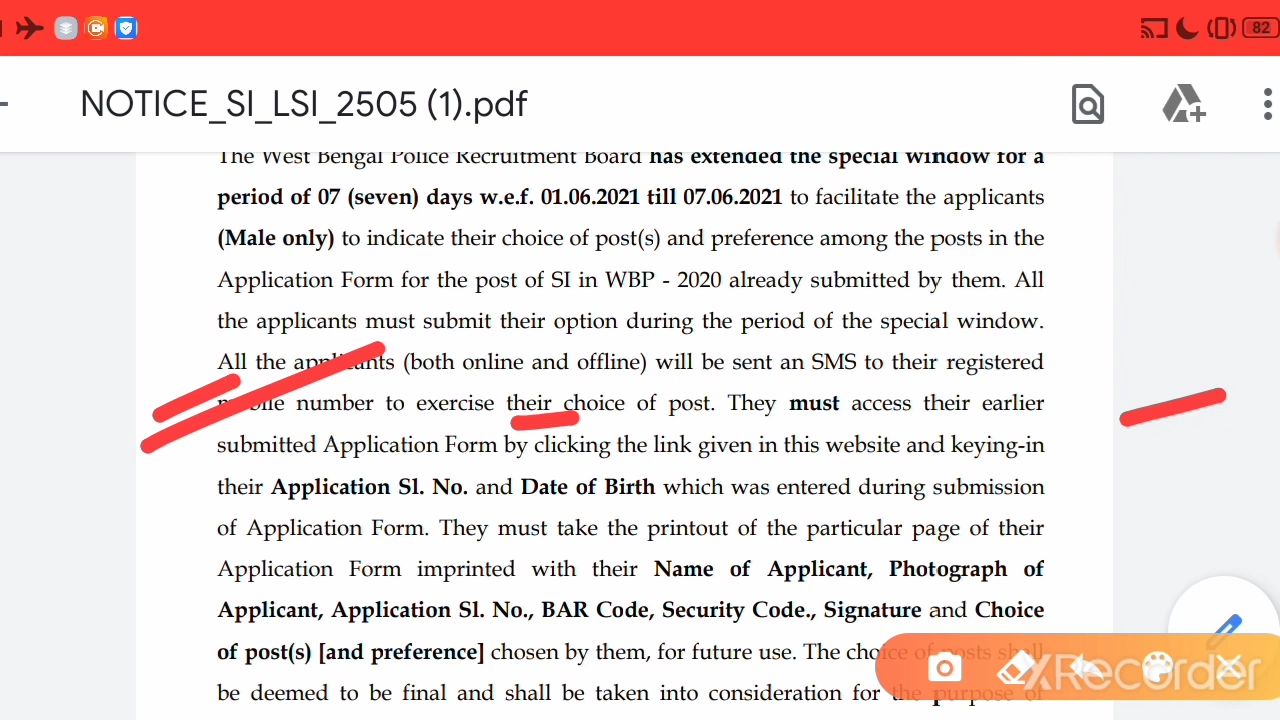 82
NOTICE_SI_LSI_2505 (1).pdf
The West Bengal Police Recruitment Board has extended the special window for a
period of 07 (seven) days w.e.f. 01.06.2021 till 07.06.2021 to facilitate the applicants
(Male only) to indicate their choice of post(s) and preference among the posts in the
Application Form for the post of SI in WBP - 2020 already submitted by them. All
the applicants must submit their option during the period of the special window.
All the applicants (both online and offline) will be sent an SMS to their registered
mobile number to exercise their choice of post. They must access their earlier
submitted Application Form by clicking the link given in this website and keying-in
their Application Sl. No. and Date of Birth which was entered during submission
of Application Form. They must take the printout of the particular page of their
Application Form imprinted with their Name of Applicant, Photograph of
Applicant, Application Sl. No., BAR Code, Security Code., Signature and Choice
of post(s) [and preference] chosen by them, for future use. The choice of posts shall
be deemed to be final and shall be taken into consideration for the purpose of
XRecorder